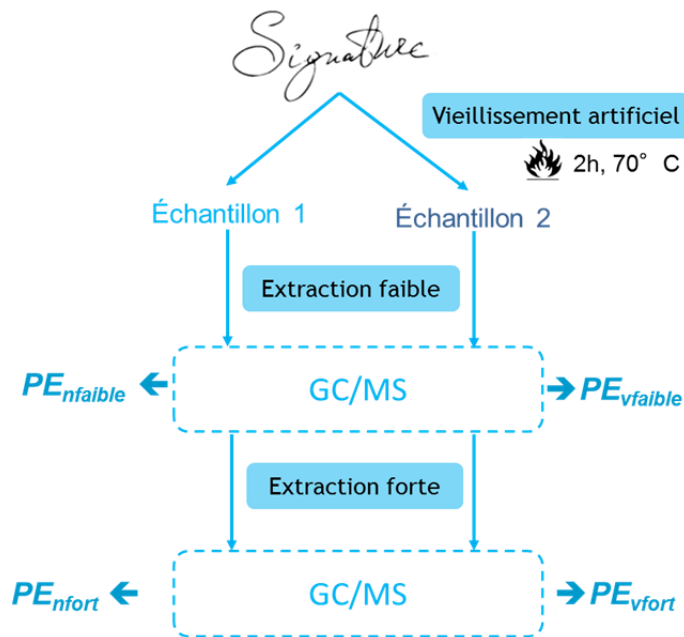 Signature
Vieillissement artificiel
2h, 70° C
Échantillon 1
Échantillon 2
Extraction faible
PEnfaible
GC/MS
PEvfaible
Extraction forte
PEnfort
GC/MS
PEvfort